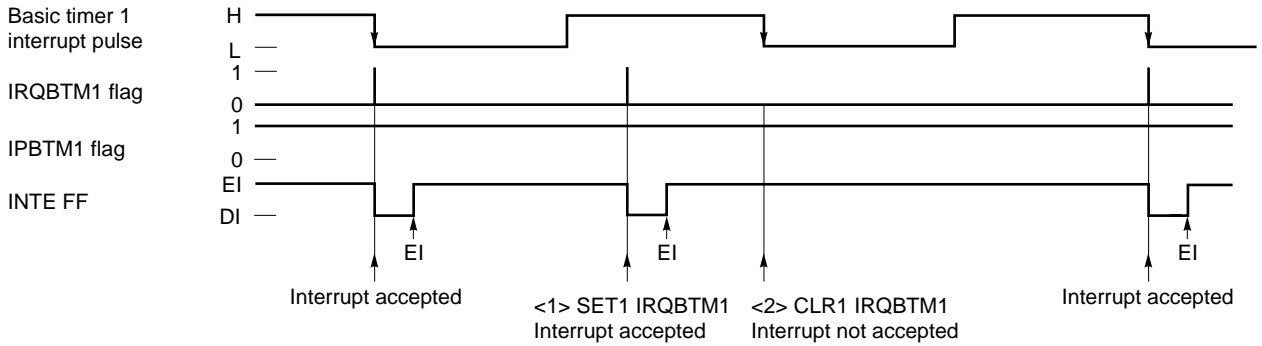 Basic timer 1
interrupt pulse
H
L
IRQBTM1 flag
1
0
IPBTM1 flag
1
0
INTE FF
EI
DI
EI
EI
EI
Interrupt accepted
<1> SET1 IRQBTM1
Interrupt accepted
<2> CLR1 IRQBTM1
Interrupt not accepted
Interrupt accepted